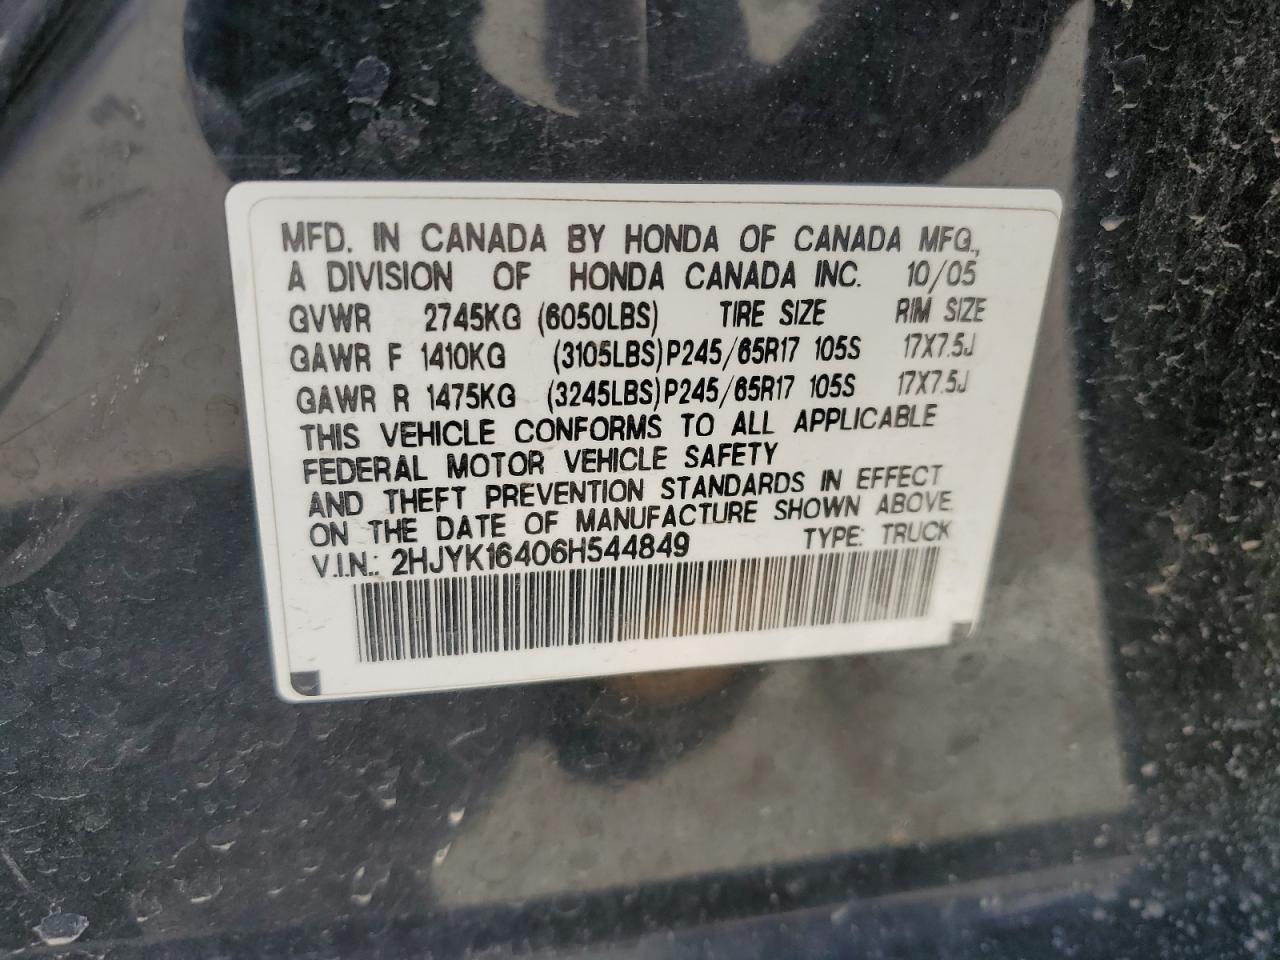 MFD. IN CANADA BY HONDA OF CANADA MFG.,
A DIVISION OF HONDA CANADA INC. 10/05
GVWR 2745KG (6050LBS) TIRE SIZE RIM SIZE
GAWR F 1410KG (3105LBS) P245/65R17 105S 17X7.5J
GAWR R 1475KG (3245LBS) P245/65R17 105S 17X7.5J
THIS VEHICLE CONFORMS TO ALL APPLICABLE
FEDERAL MOTOR VEHICLE SAFETY
AND THEFT PREVENTION STANDARDS IN EFFECT
ON THE DATE OF MANUFACTURE SHOWN ABOVE.
V.I.N.: 2HJYK16406H544849 TYPE: TRUCK